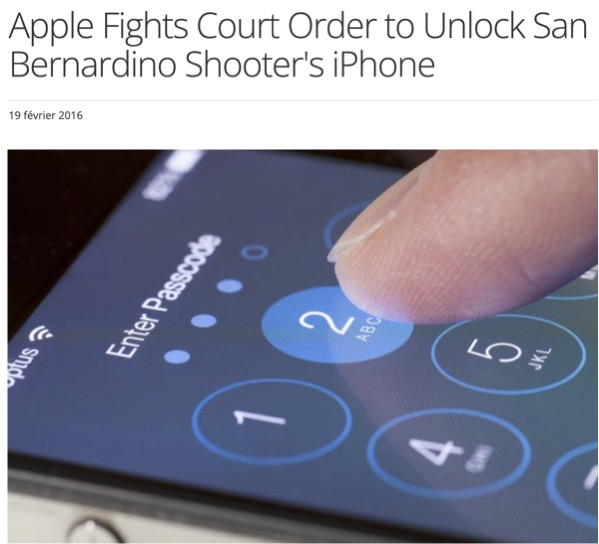 Apple Fights Court Order to Unlock San
Bernardino Shooter's iPhone
19 février 2016
Enter Passcode
2
ABC
5
JKL
1
4
GHI